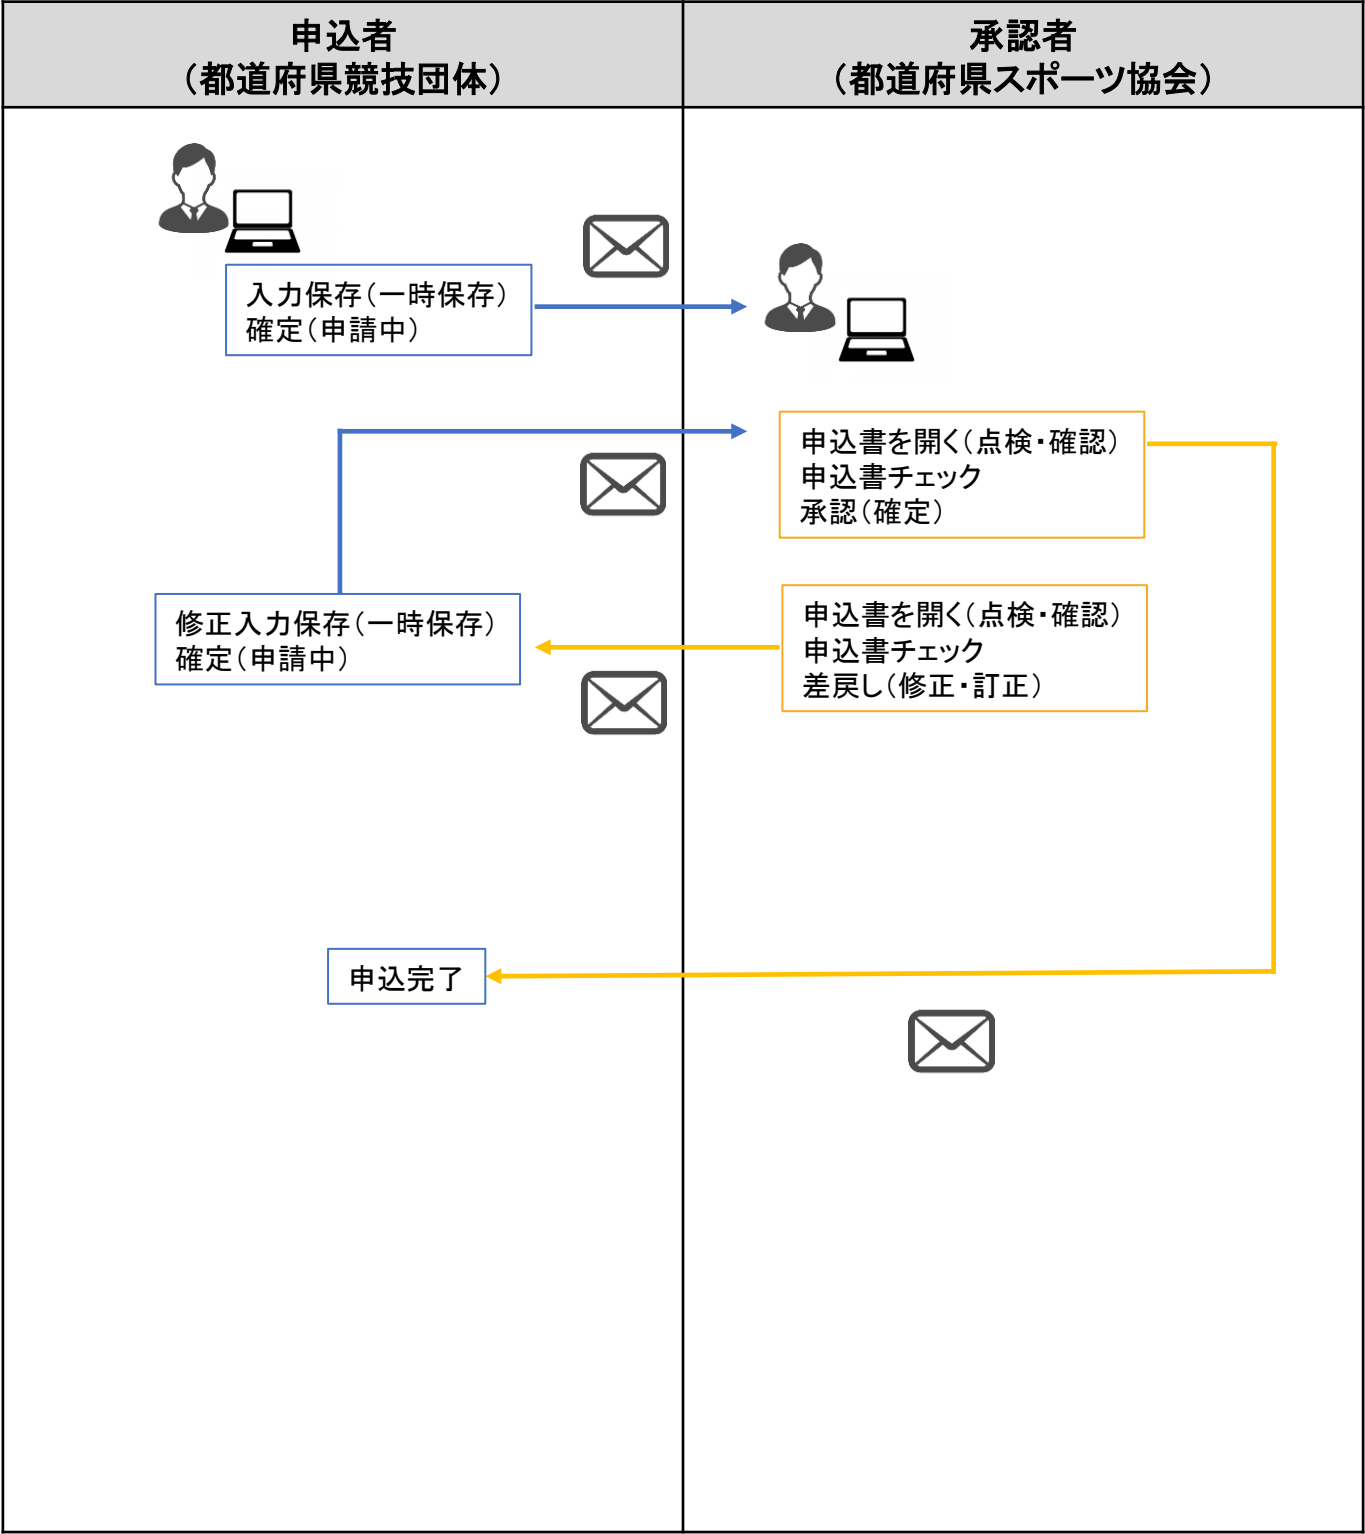 申込者
（都道府県競技団体）
承認者
（都道府県スポーツ協会）
入力保存（一時保存）
確定（申請中）
申込書を開く（点検・確認）
申込書チェック
承認（確定）
修正入力保存（一時保存）
確定（申請中）
申込書を開く（点検・確認）
申込書チェック
差戻し（修正・訂正）
申込完了